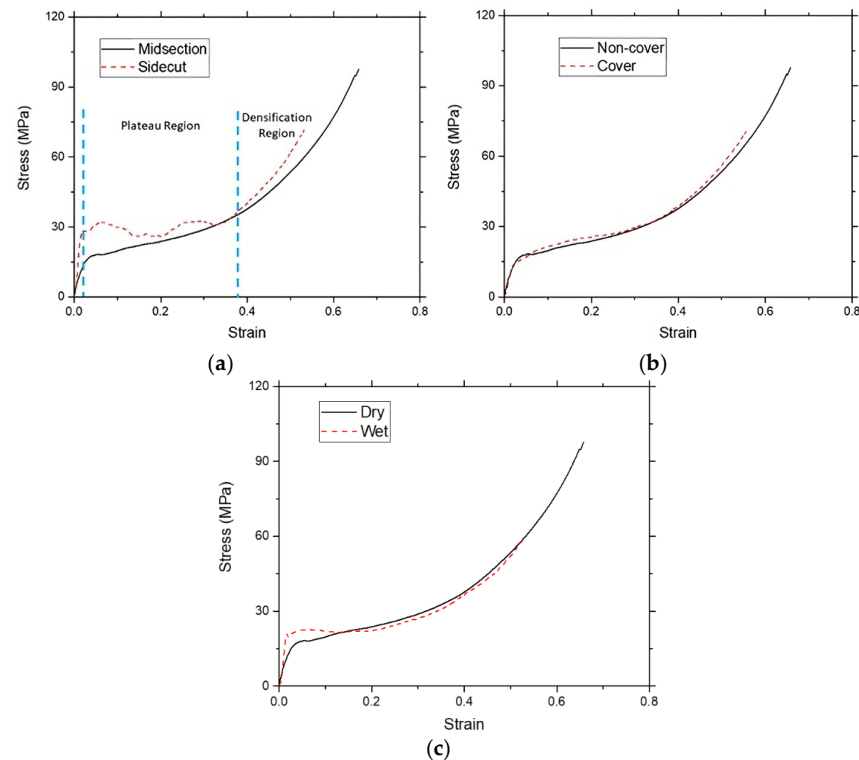 120
90
60
30
0
Stress (MPa)
Midsection
Sidecut
Plateau Region
Densification
Region
0.0 0.2 0.4 0.6 0.8
Strain
(a)
120
90
60
30
0
Stress (MPa)
Non-cover
Cover
0.0 0.2 0.4 0.6 0.8
Strain
(b)
120
90
60
30
0
Stress (MPa)
Dry
Wet
0.0 0.2 0.4 0.6 0.8
Strain
(c)